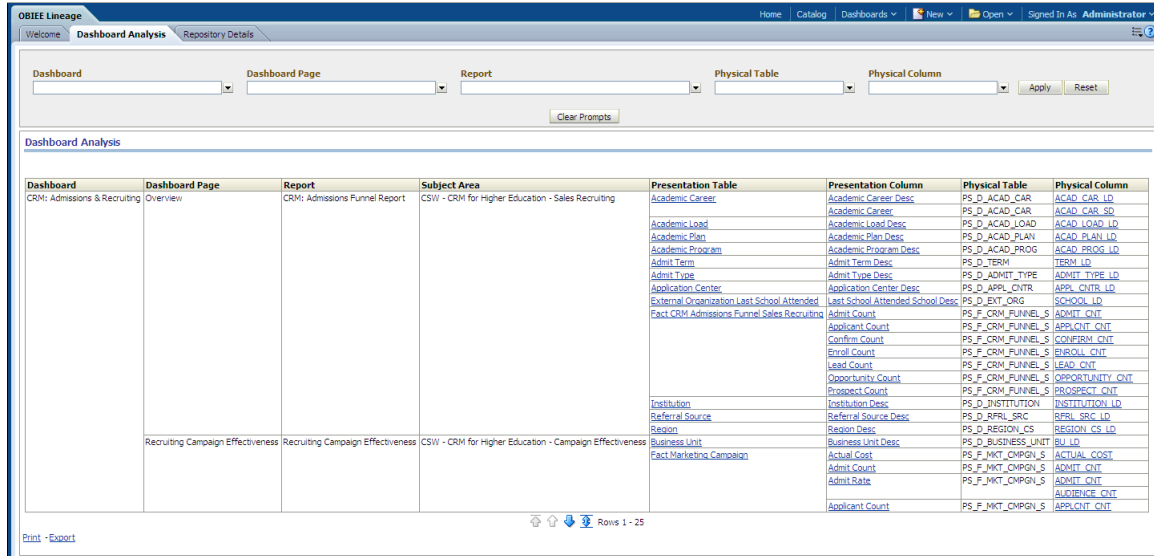 OBIEE Lineage
Home Catalog Dashboards New Open Signed In As Administrator
Welcome Dashboard Analysis Repository Details
Dashboard Dashboard Page Report Physical Table Physical Column
Apply Reset
Clear Prompts
Dashboard Analysis
Dashboard Dashboard Page Report Subject Area Presentation Table Presentation Column Physical Table Physical Column
CRM: Admissions & Recruiting Overview CRM: Admissions Funnel Report CSW - CRM for Higher Education - Sales Recruiting Academic Career Academic Career Desc PS_D_ACAD_CAR ACAD_CAR_LD
Academic Career PS_D_ACAD_CAR ACAD_CAR_SD
Academic Load Academic Load Desc PS_D_ACAD_LOAD ACAD_LOAD_LD
Academic Plan Academic Plan Desc PS_D_ACAD_PLAN ACAD_PLAN_LD
Academic Program Academic Program Desc PS_D_ACAD_PROG ACAD_PROG_LD
Admit Term Admit Term Desc PS_D_TERM TERM_LD
Admit Type Admit Type Desc PS_D_ADMIT_TYPE ADMIT_TYPE_LD
Application Center Application Center Desc PS_D_APPL_CNTR APPL_CNTR_LD
External Organization Last School Attended Last School Attended School Desc PS_D_EXT_ORG SCHOOL_LD
Fact CRM Admissions Funnel Sales Recruiting Admit Count PS_F_CRM_FUNNEL_S ADMIT_CNT
Applicant Count PS_F_CRM_FUNNEL_S APPLCNT_CNT
Confirm Count PS_F_CRM_FUNNEL_S CONFIRM_CNT
Enroll Count PS_F_CRM_FUNNEL_S ENROLL_CNT
Lead Count PS_F_CRM_FUNNEL_S LEAD_CNT
Opportunity Count PS_F_CRM_FUNNEL_S OPPORTUNITY_CNT
Prospect Count PS_F_CRM_FUNNEL_S PROSPECT_CNT
Institution Institution Desc PS_D_INSTITUTION INSTITUTION_LD
Referral Source Referral Source Desc PS_D_RFRL_SRC RFRL_SRC_LD
Region Region Desc PS_D_REGION_CS REGION_CS_LD
Recruiting Campaign Effectiveness Recruiting Campaign Effectiveness CSW - CRM for Higher Education - Campaign Effectiveness Business Unit Business Unit Desc PS_D_BUSINESS_UNIT BU_LD
Fact Marketing Campaign Actual Cost PS_F_MKT_CMPGN_S ACTUAL_COST
Admit Count PS_F_MKT_CMPGN_S ADMIT_CNT
Admit Rate PS_F_MKT_CMPGN_S ADMIT_CNT
AUDIENCE_CNT
Applicant Count PS_F_MKT_CMPGN_S APPLCNT_CNT
Rows 1 - 25
Print - Export